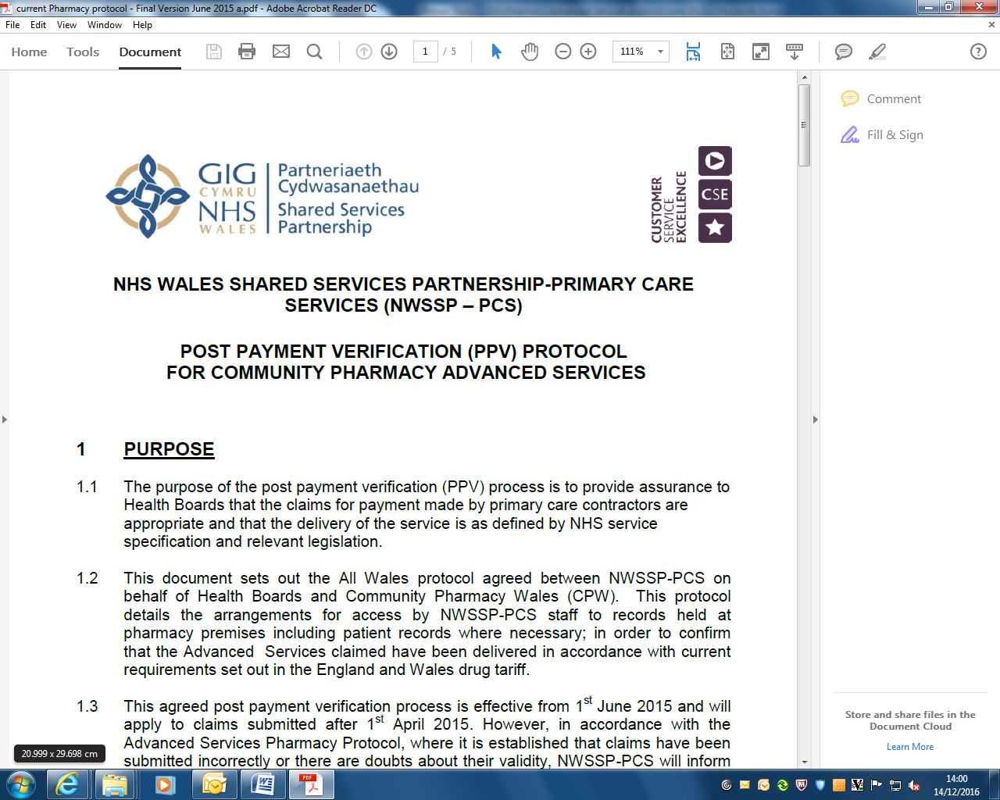 current Pharmacy protocol - Final Version June 2015 a.pdf - Adobe Acrobat Reader DC
File Edit View Window Help
Home Tools Document 1 / 5 111%
Comment
Fill & Sign
GIG
CYMRU
NHS
WALES
Partneriaeth
Cydwasanaethau
Shared Services
Partnership
CUSTOMER
SERVICE
EXCELLENCE
CSE
NHS WALES SHARED SERVICES PARTNERSHIP-PRIMARY CARE
SERVICES (NWSSP – PCS)
POST PAYMENT VERIFICATION (PPV) PROTOCOL
FOR COMMUNITY PHARMACY ADVANCED SERVICES
1 PURPOSE
1.1 The purpose of the post payment verification (PPV) process is to provide assurance to
Health Boards that the claims for payment made by primary care contractors are
appropriate and that the delivery of the service is as defined by NHS service
specification and relevant legislation.
1.2 This document sets out the All Wales protocol agreed between NWSSP-PCS on
behalf of Health Boards and Community Pharmacy Wales (CPW). This protocol
details the arrangements for access by NWSSP-PCS staff to records held at
pharmacy premises including patient records where necessary; in order to confirm
that the Advanced Services claimed have been delivered in accordance with current
requirements set out in the England and Wales drug tariff.
1.3 This agreed post payment verification process is effective from 1st June 2015 and will
apply to claims submitted after 1st April 2015. However, in accordance with the
Advanced Services Pharmacy Protocol, where it is established that claims have been
submitted incorrectly or there are doubts about their validity, NWSSP-PCS will inform
20.999 x 29.698 cm
Store and share files in the
Document Cloud
Learn More
PDF
14:00
14/12/2016